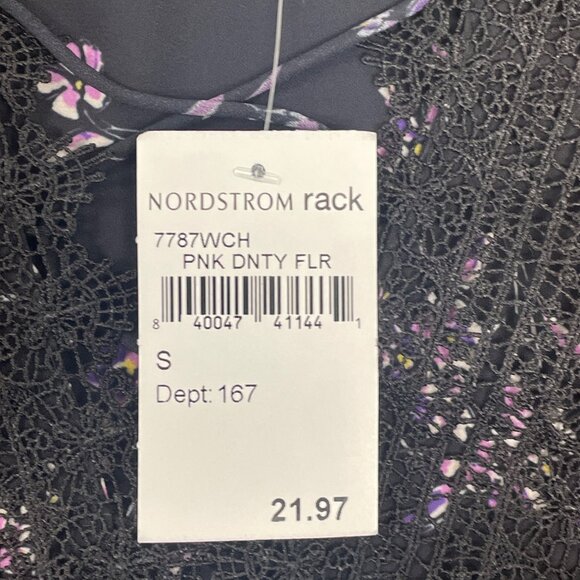 NORDSTROM rack
7787WCH
PNK DNTY FLR
8 40047 41144 1
S
Dept: 167
21.97